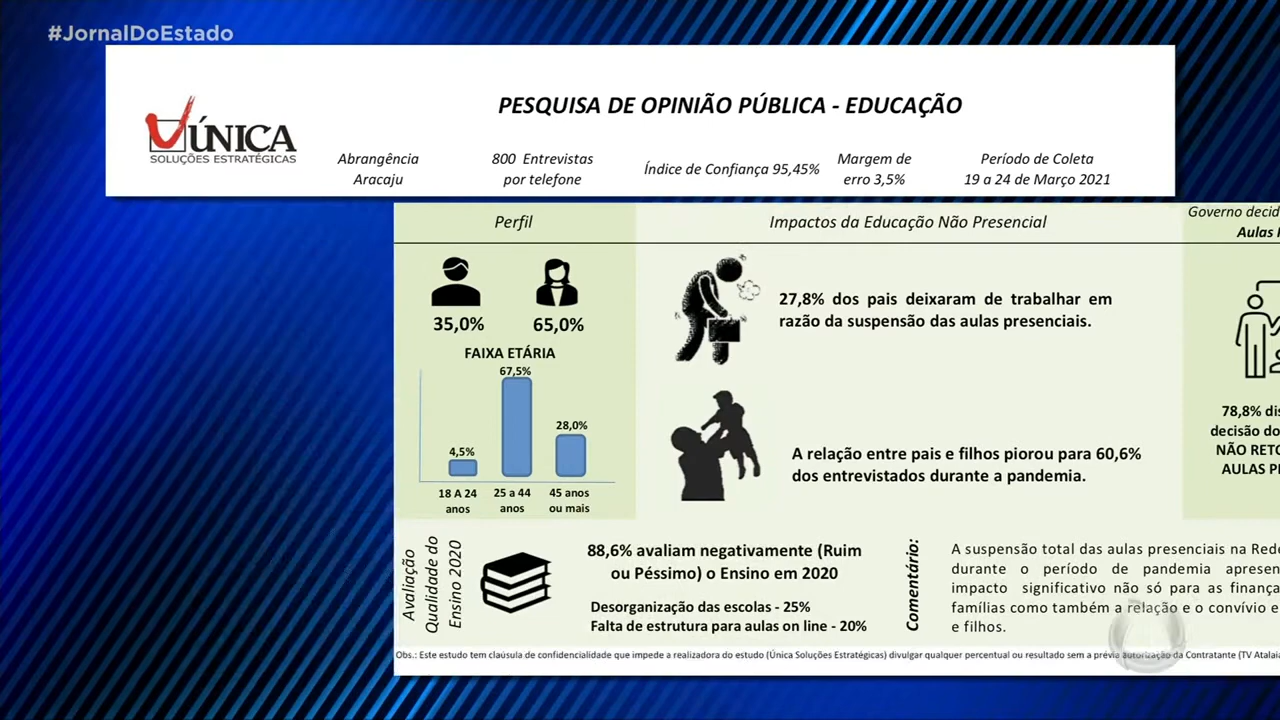 #JornalDoEstado
ÚNICA
SOLUÇÕES ESTRATÉGICAS
PESQUISA DE OPINIÃO PÚBLICA - EDUCAÇÃO
Abrangência
Aracaju
800 Entrevistas
por telefone
Índice de Confiança 95,45%
Margem de
erro 3,5%
Período de Coleta
19 a 24 de Março 2021
Perfil
35,0%
65,0%
FAIXA ETÁRIA
67,5%
28,0%
4,5%
18 A 24
anos
25 a 44
anos
45 anos
ou mais
Impactos da Educação Não Presencial
27,8% dos pais deixaram de trabalhar em
razão da suspensão das aulas presenciais.
A relação entre pais e filhos piorou para 60,6%
dos entrevistados durante a pandemia.
Governo decid
Aulas
78,8% dis
decisão do
NÃO RETO
AULAS
Avaliação
Qualidade do
Ensino 2020
88,6% avaliam negativamente (Ruim
ou Péssimo) o Ensino em 2020
Desorganização das escolas - 25%
Falta de estrutura para aulas on line - 20%
Comentário:
A suspensão total das aulas presenciais na Rede
durante o período de pandemia apresen
impacto significativo não só para as finança
famílias como também a relação e o convívio e
e filhos.
Obs.: Este estudo tem claúsula de confidencialidade que impede a realizadora do estudo (Única Soluções Estratégicas) divulgar qualquer percentual ou resultado sem a prévia autorização da Contratante (TV Atalaia